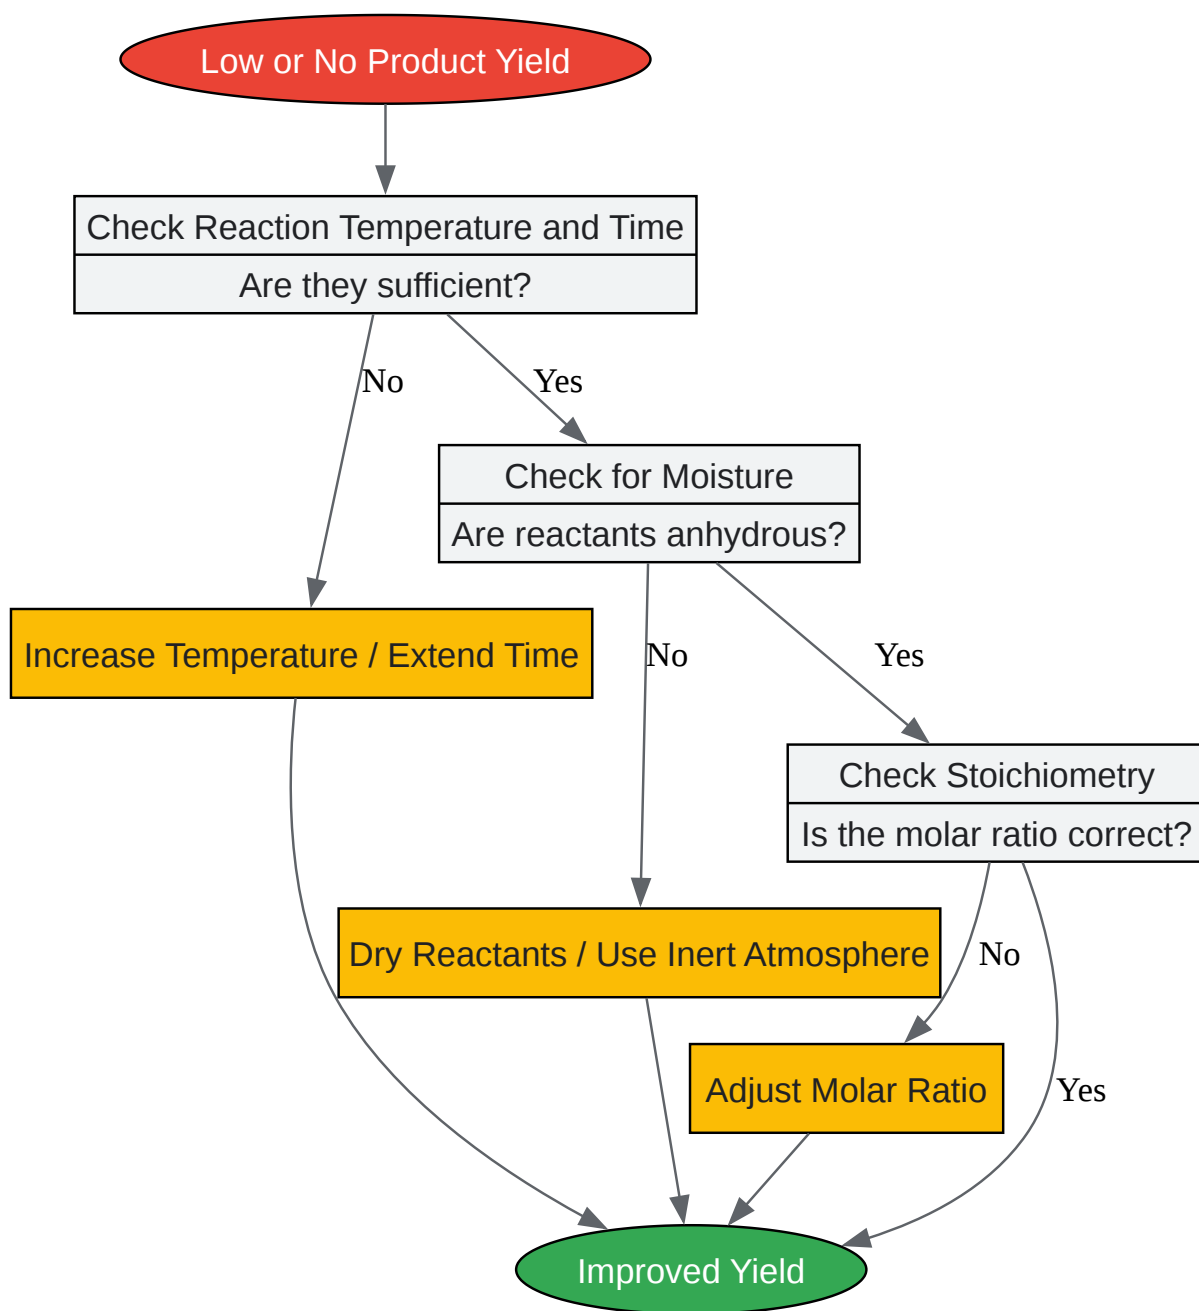 Low or No Product Yield
Check Reaction Temperature and Time
Are they sufficient?
No
Yes
Check for Moisture
Are reactants anhydrous?
Increase Temperature / Extend Time
No
Yes
Check Stoichiometry
Is the molar ratio correct?
Dry Reactants / Use Inert Atmosphere
No
Adjust Molar Ratio
Yes
Improved Yield